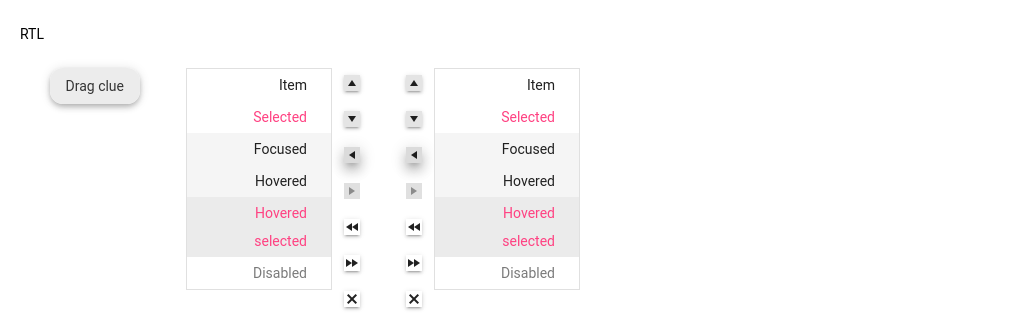 RTL
Drag clue
Item
Selected
Focused
Hovered
Hovered
selected
Disabled
Item
Selected
Focused
Hovered
Hovered
selected
Disabled